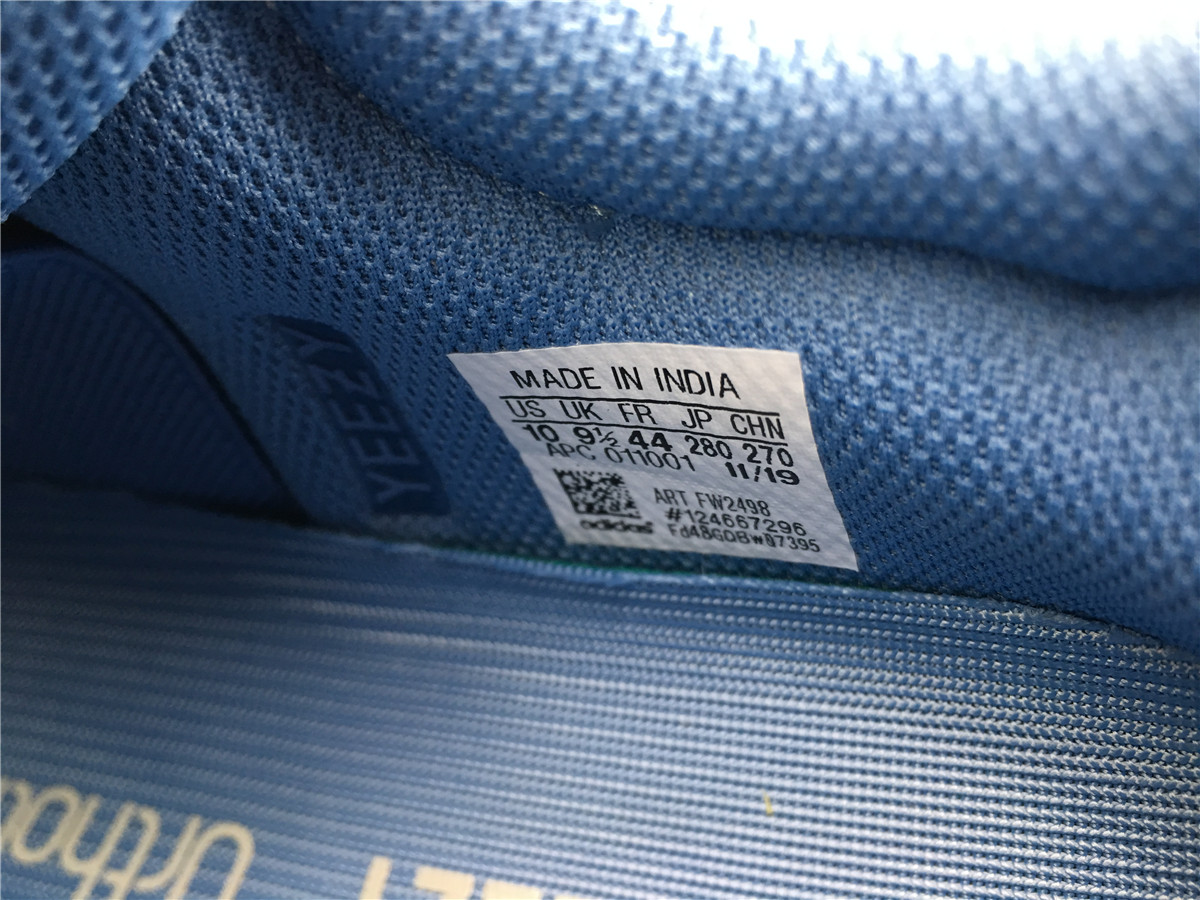 YEEZY
MADE IN INDIA
US UK FR JP CHN
10 9½ 44 280 270
APC 011001 11/19
ART FW2498
#124667296
adidas Fd4BGDBw07395